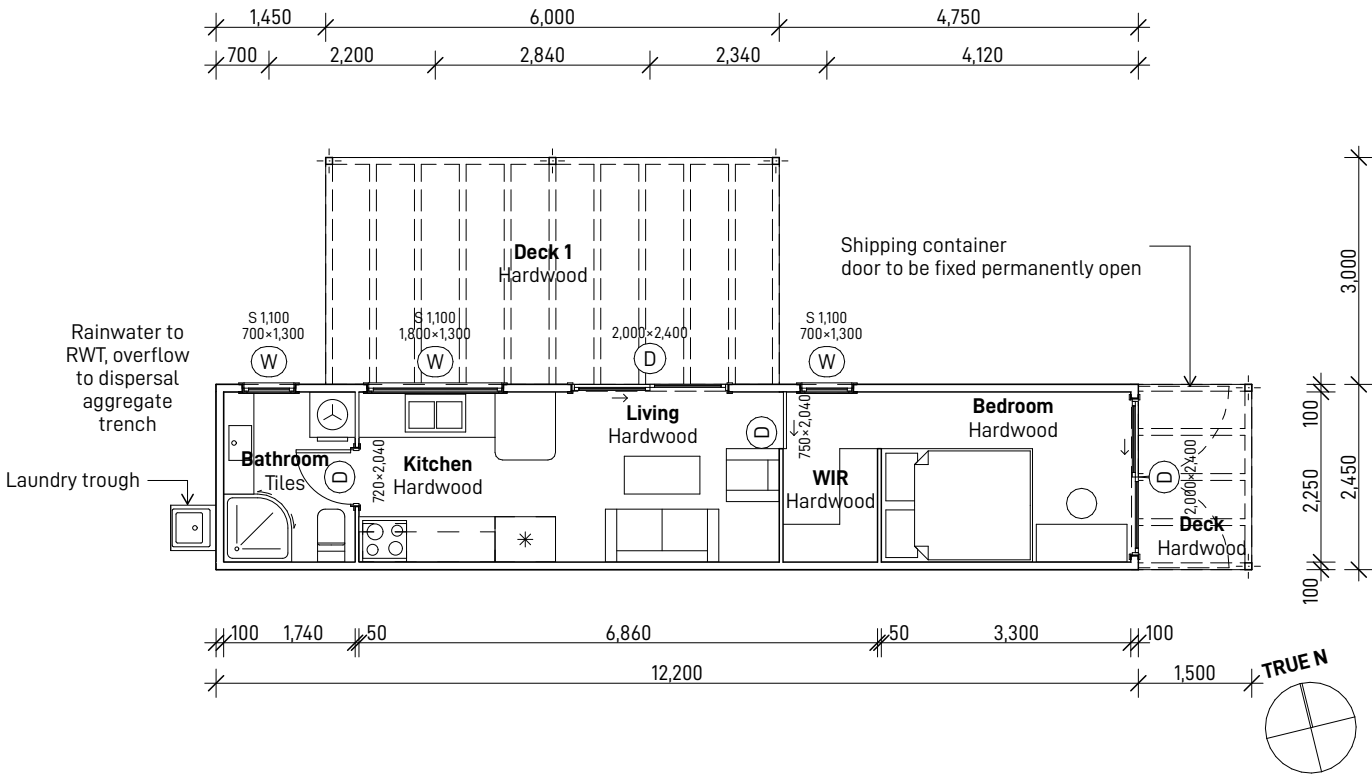 1,450
6,000
4,750
700
2,200
2,840
2,340
4,120
Deck 1
Hardwood
Shipping container
door to be fixed permanently open
3,000
Rainwater to
RWT, overflow
to dispersal
aggregate
trench
S 1,100
700×1,300
W
S 1,100
1,800×1,300
W
2,000×2,400
D
S 1,100
700×1,300
W
Laundry trough
Bathroom
Tiles
D
720×2,040
Kitchen
Hardwood
Living
Hardwood
D
750×2,040
WIR
Hardwood
Bedroom
Hardwood
D
2,000×2,400
Deck
Hardwood
100
2,250
100
2,450
100
1,740
50
6,860
50
3,300
100
12,200
1,500
TRUE N